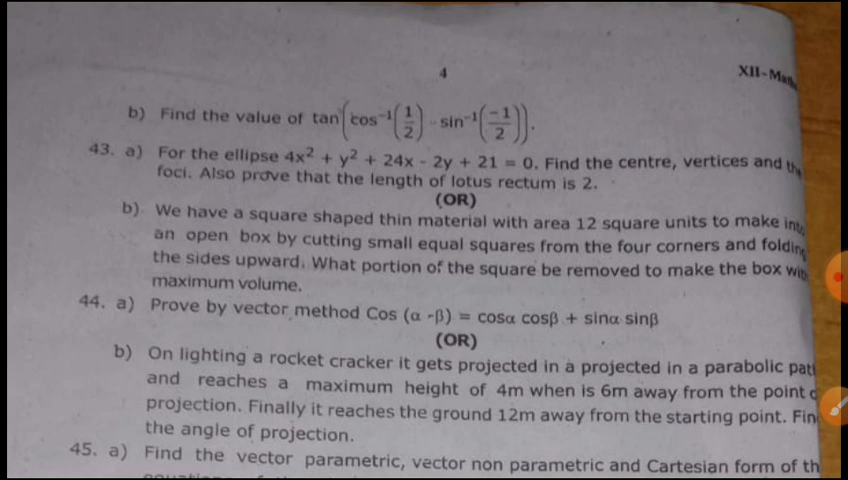 4
XII-Maths
b) Find the value of tan(cos⁻¹(1/2) - sin⁻¹(-1/2)).
43. a) For the ellipse 4x² + y² + 24x - 2y + 21 = 0. Find the centre, vertices and the
foci. Also prove that the length of lotus rectum is 2.
(OR)
b) We have a square shaped thin material with area 12 square units to make into
an open box by cutting small equal squares from the four corners and folding
the sides upward. What portion of the square be removed to make the box with
maximum volume.
44. a) Prove by vector method Cos (α -β) = cosα cosβ + sinα sinβ
(OR)
b) On lighting a rocket cracker it gets projected in a projected in a parabolic path
and reaches a maximum height of 4m when is 6m away from the point of
projection. Finally it reaches the ground 12m away from the starting point. Find
the angle of projection.
45. a) Find the vector parametric, vector non parametric and Cartesian form of th